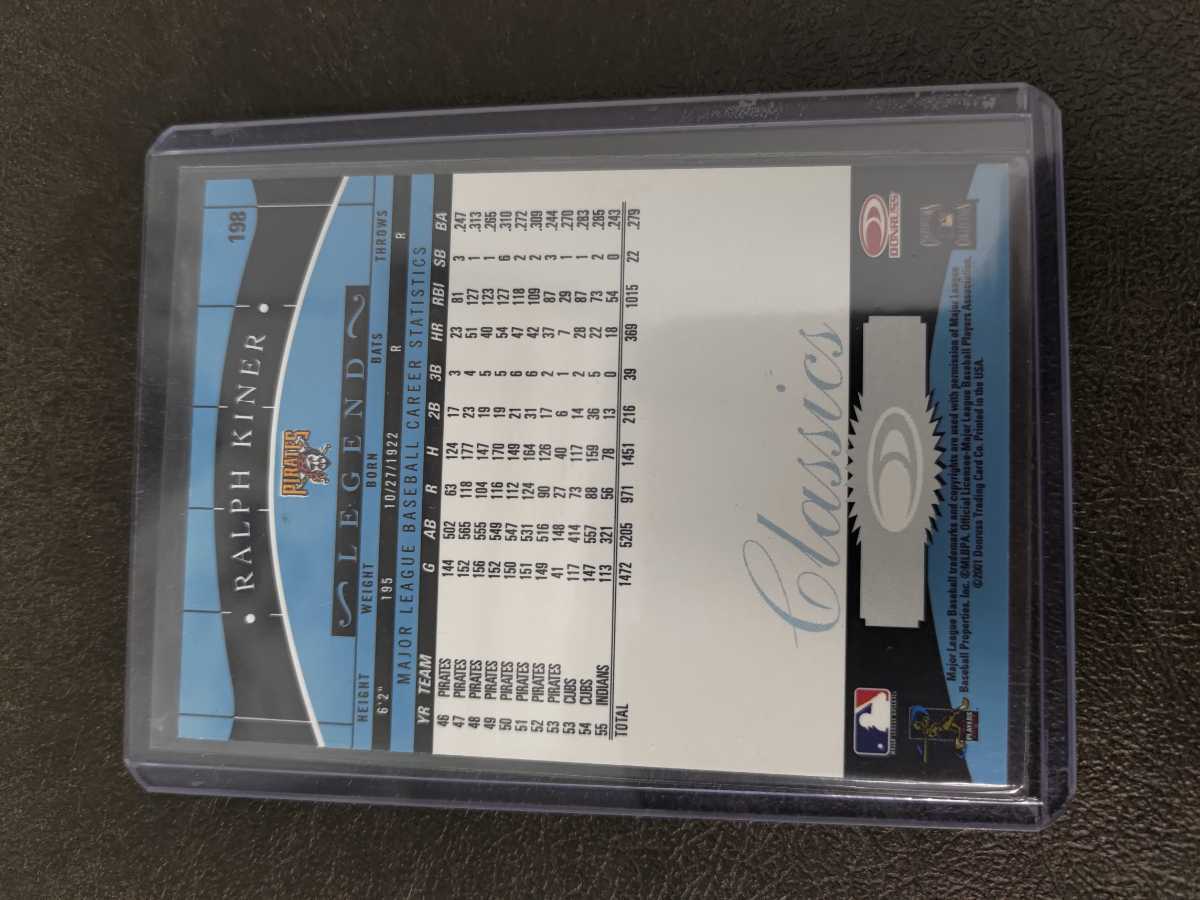 198
RALPH KINER
PIRATES
LEGEND
HEIGHT WEIGHT BORN BATS THROWS
6'2" 195 10/27/1922 R R
MAJOR LEAGUE BASEBALL CAREER STATISTICS
YR TEAM G AB R H 2B 3B HR RBI SB BA
46 PIRATES 144 502 63 124 17 3 23 81 3 .247
47 PIRATES 152 565 118 177 23 4 51 127 1 .313
48 PIRATES 156 555 104 147 19 5 40 123 1 .265
49 PIRATES 152 549 116 170 19 5 54 127 6 .310
50 PIRATES 150 547 112 149 21 6 47 118 2 .272
51 PIRATES 151 531 124 164 31 6 42 109 2 .309
52 PIRATES 149 516 90 126 17 2 37 87 3 .244
53 PIRATES 41 148 27 40 6 1 7 29 1 .270
53 CUBS 117 414 73 117 14 2 28 87 1 .283
54 CUBS 147 557 88 159 36 5 22 73 2 .285
55 INDIANS 113 321 56 78 13 0 18 54 0 .243
TOTAL 1472 5205 971 1451 216 39 369 1015 22 .279
Classics
DONRUSS
PLAYERS
Major League Baseball trademarks and copyrights are used with permission of Major League
Baseball Properties, Inc. ©MLBPA. Official Licensee-Major League Baseball Players Association.
©2001 Donruss Trading Card Co. Printed in the USA.